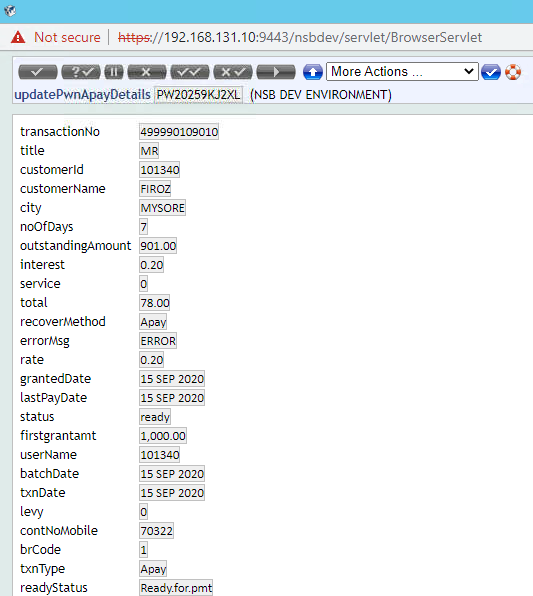 Not secure | https://192.168.131.10:9443/nsbdev/servlet/BrowserServlet
More Actions ...
updatePwnApayDetails PW20259KJ2XL (NSB DEV ENVIRONMENT)
transactionNo 499990109010
title MR
customerId 101340
customerName FIROZ
city MYSORE
noOfDays 7
outstandingAmount 901.00
interest 0.20
service 0
total 78.00
recoverMethod Apay
errorMsg ERROR
rate 0.20
grantedDate 15 SEP 2020
lastPayDate 15 SEP 2020
status ready
firstgrantamt 1,000.00
userName 101340
batchDate 15 SEP 2020
txnDate 15 SEP 2020
levy 0
contNoMobile 70322
brCode 1
txnType Apay
readyStatus Ready.for.pmt